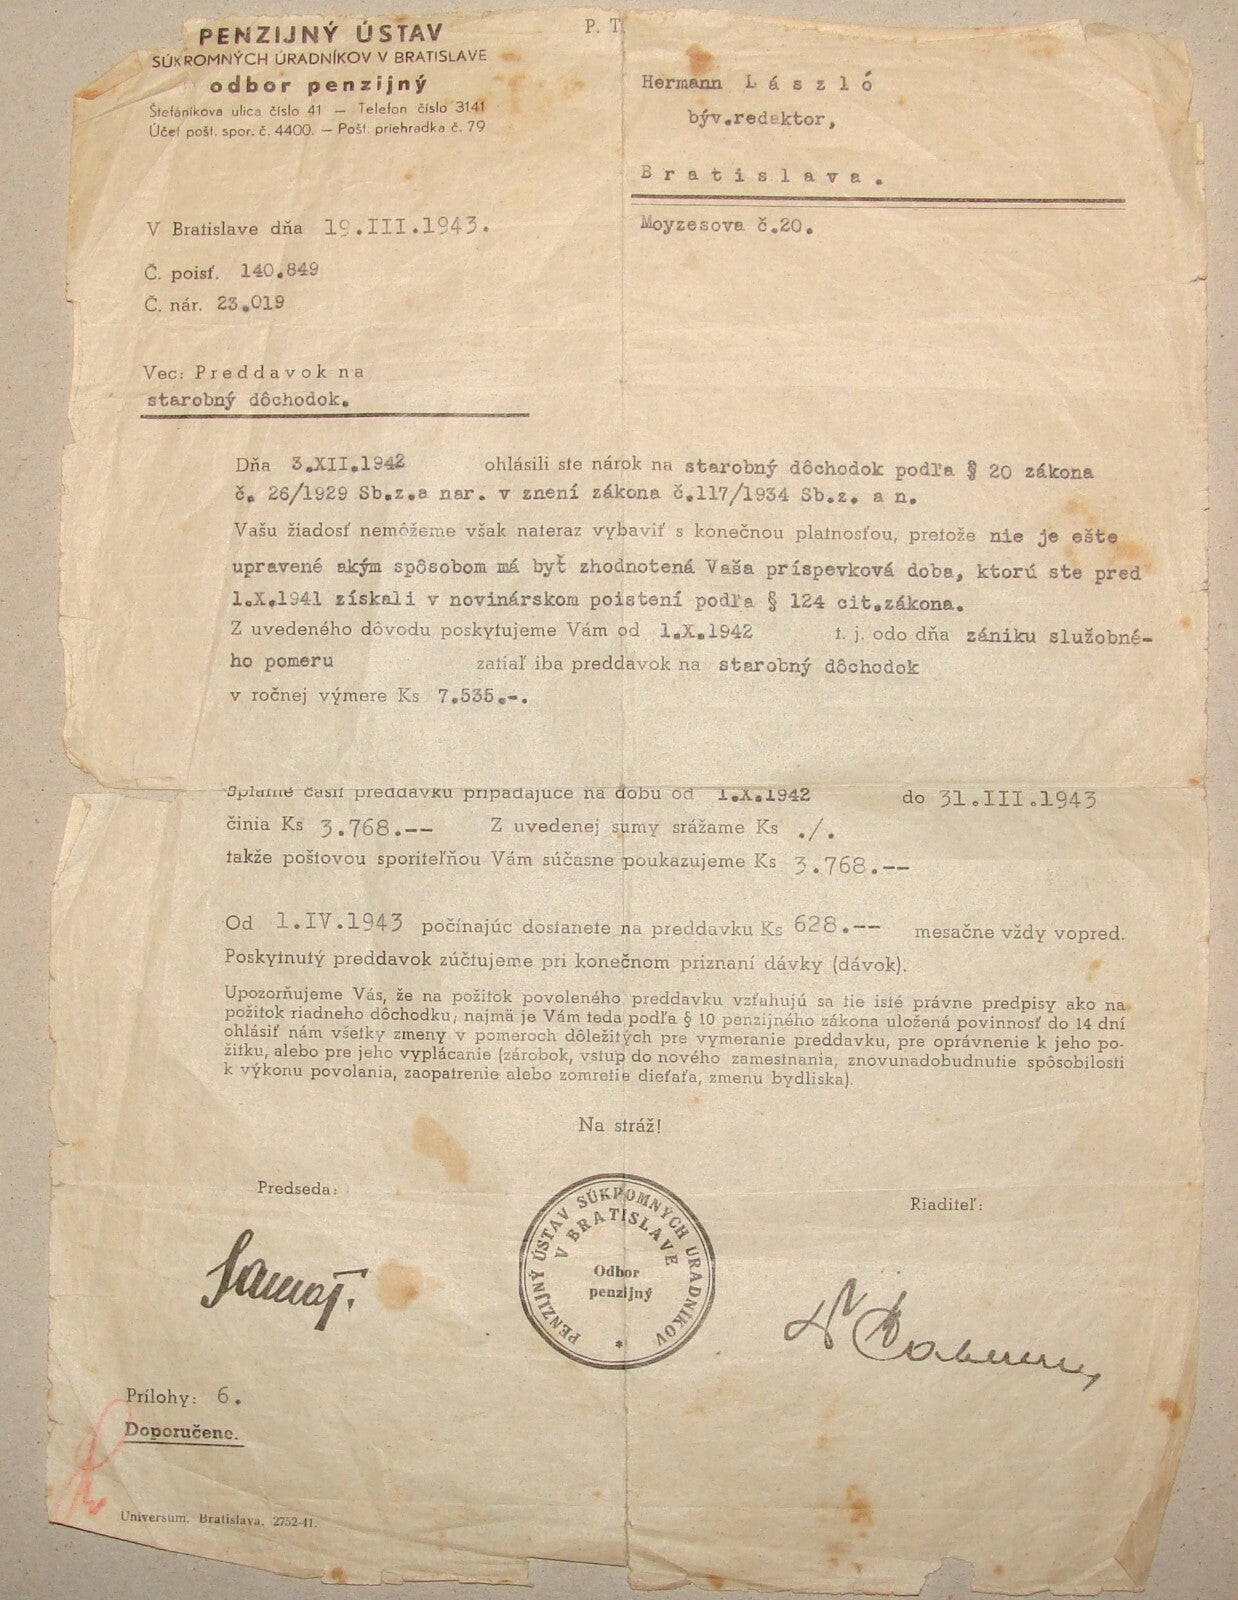 PENZIJNÝ ÚSTAV
SÚKROMNÝCH ÚRADNÍKOV V BRATISLAVE
odbor penzijný
Štefánikova ulica číslo 41 — Telefon číslo 3141
Účet pošt. spor. č. 4400. — Pošt. priehradka č. 79
P. T.
Hermann László
býv.redaktor,
Bratislava.
Moyzesova č.20.
V Bratislave dňa 19.III.1943.
Č. poisť. 140.849
Č. nár. 23.019
Vec: Preddavok na
starobný dôchodok.
Dňa 3.XII.1942 ohlásili ste nárok na starobný dôchodok podľa § 20 zákona
č. 26/1929 Sb.z.a nar. v znení zákona č.117/1934 Sb.z. a n.
Vašu žiadosť nemôžeme však nateraz vybaviť s konečnou platnosťou, pretože nie je ešte
upravené akým spôsobom má byť zhodnotená Vaša príspevková doba, ktorú ste pred
1.X.1941 získali v novinárskom poistení podľa § 124 cit.zákona.
Z uvedeného dôvodu poskytujeme Vám od 1.X.1942 t. j. odo dňa zániku služobné-
ho pomeru zatiaľ iba preddavok na starobný dôchodok
v ročnej výmere Ks 7.535.-.
Splatné časti preddavku pripadajúce na dobu od 1.X.1942 do 31.III.1943
činia Ks 3.768.-- Z uvedenej sumy srážame Ks ./.
takže poštovou sporiteľňou Vám súčasne poukazujeme Ks 3.768.--
Od 1.IV.1943 počínajúc dostanete na preddavku Ks 628.-- mesačne vždy vopred.
Poskytnutý preddavok zúčtujeme pri konečnom priznaní dávky (dávok).
Upozorňujeme Vás, že na požitok povoleného preddavku vzťahujú sa tie isté právne predpisy ako na
požitok riadneho dôchodku; najmä je Vám teda podľa § 10 penzijného zákona uložená povinnosť do 14 dní
ohlásiť nám všetky zmeny v pomeroch dôležitých pre vymeranie preddavku, pre oprávnenie k jeho po-
žitku, alebo pre jeho vyplácanie (zárobok, vstup do nového zamestnania, znovunadobudnutie spôsobilosti
k výkonu povolania, zaopatrenie alebo zomretie dieťaťa, zmenu bydliska).
Na stráž!
Predseda:
Riaditeľ:
PENZIJNÝ ÚSTAV SÚKROMNÝCH ÚRADNÍKOV
V BRATISLAVE
Odbor
penzijný
Prílohy: 6.
Doporučene.
Universum, Bratislava. 2752-41.